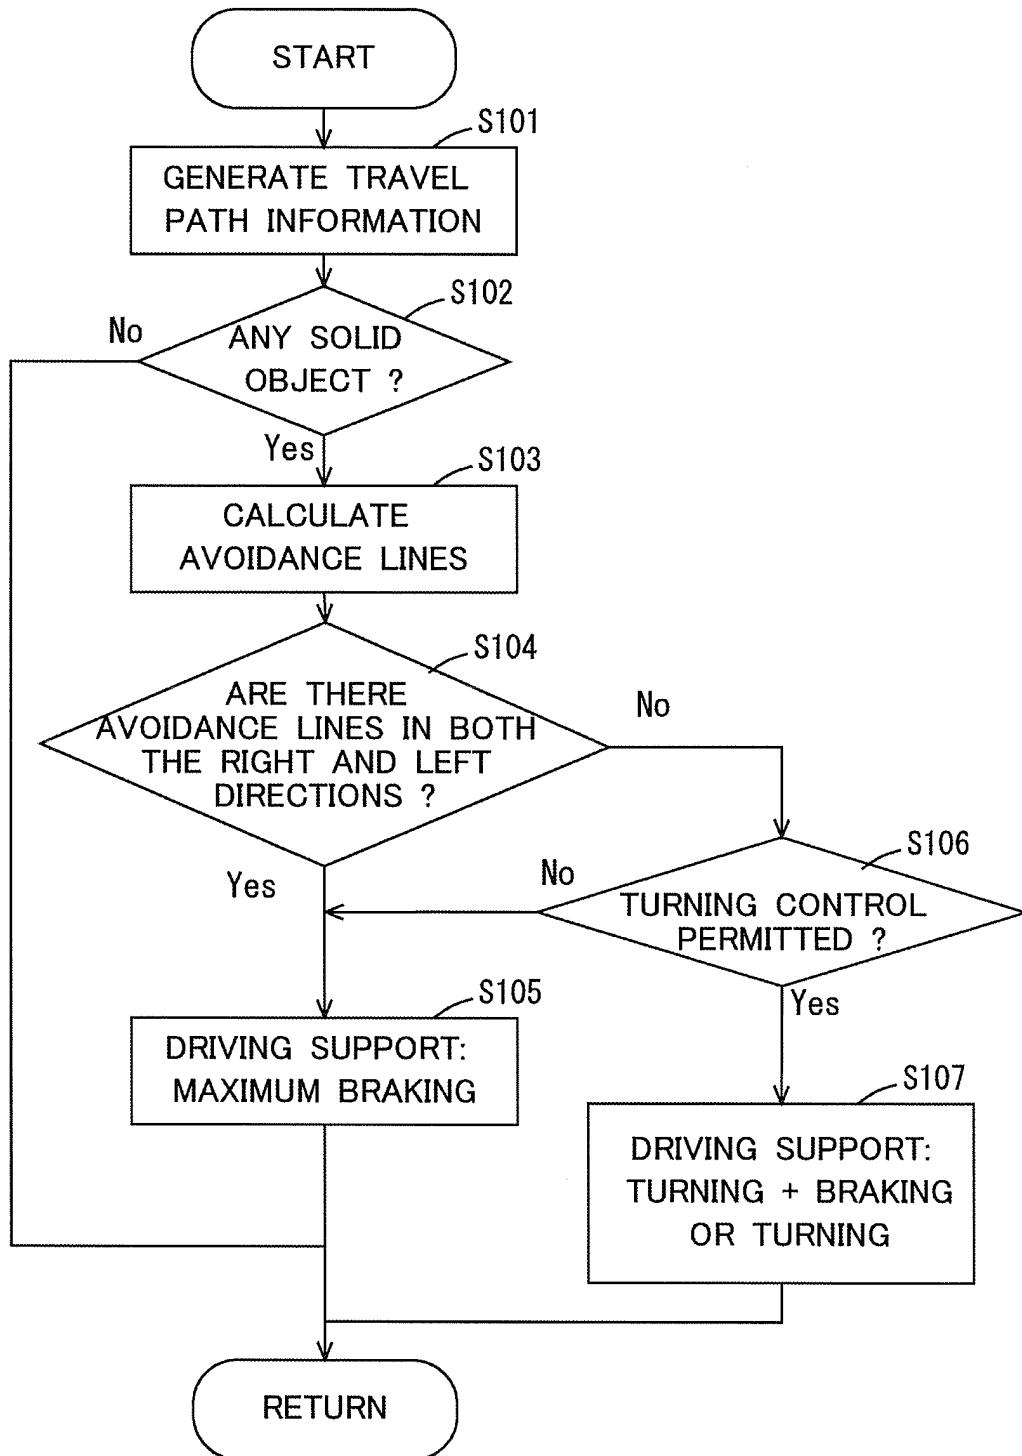 START
S101
GENERATE TRAVEL
PATH INFORMATION
S102
No
ANY SOLID
OBJECT ?
Yes
S103
CALCULATE
AVOIDANCE LINES
S104
ARE THERE
AVOIDANCE LINES IN BOTH
THE RIGHT AND LEFT
DIRECTIONS ?
No
Yes
S106
No
TURNING CONTROL
PERMITTED ?
Yes
S105
DRIVING SUPPORT:
MAXIMUM BRAKING
S107
DRIVING SUPPORT:
TURNING + BRAKING
OR TURNING
RETURN